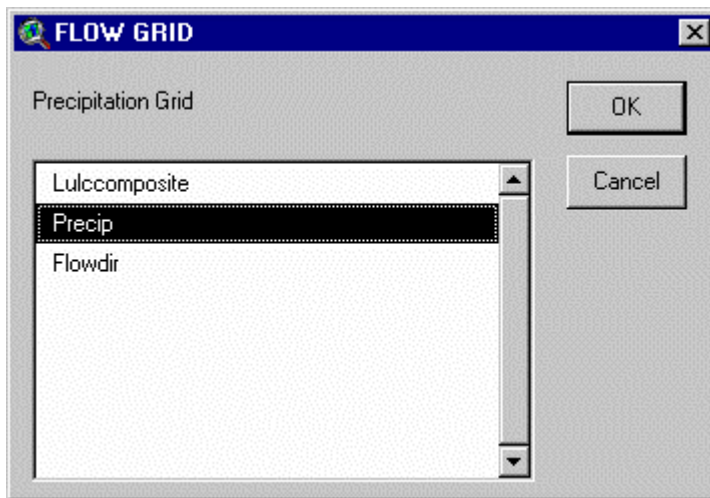 FLOW GRID
Precipitation Grid
OK
Cancel
Lulccomposite
Precip
Flowdir